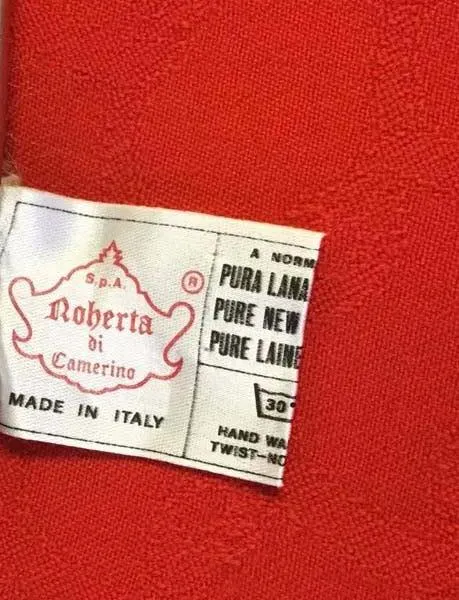 S.p.A.
Roberta
di
Camerino
®
MADE IN ITALY
A NORM
PURA LANA
PURE NEW
PURE LAINE
30°
HAND WA
TWIST-NO